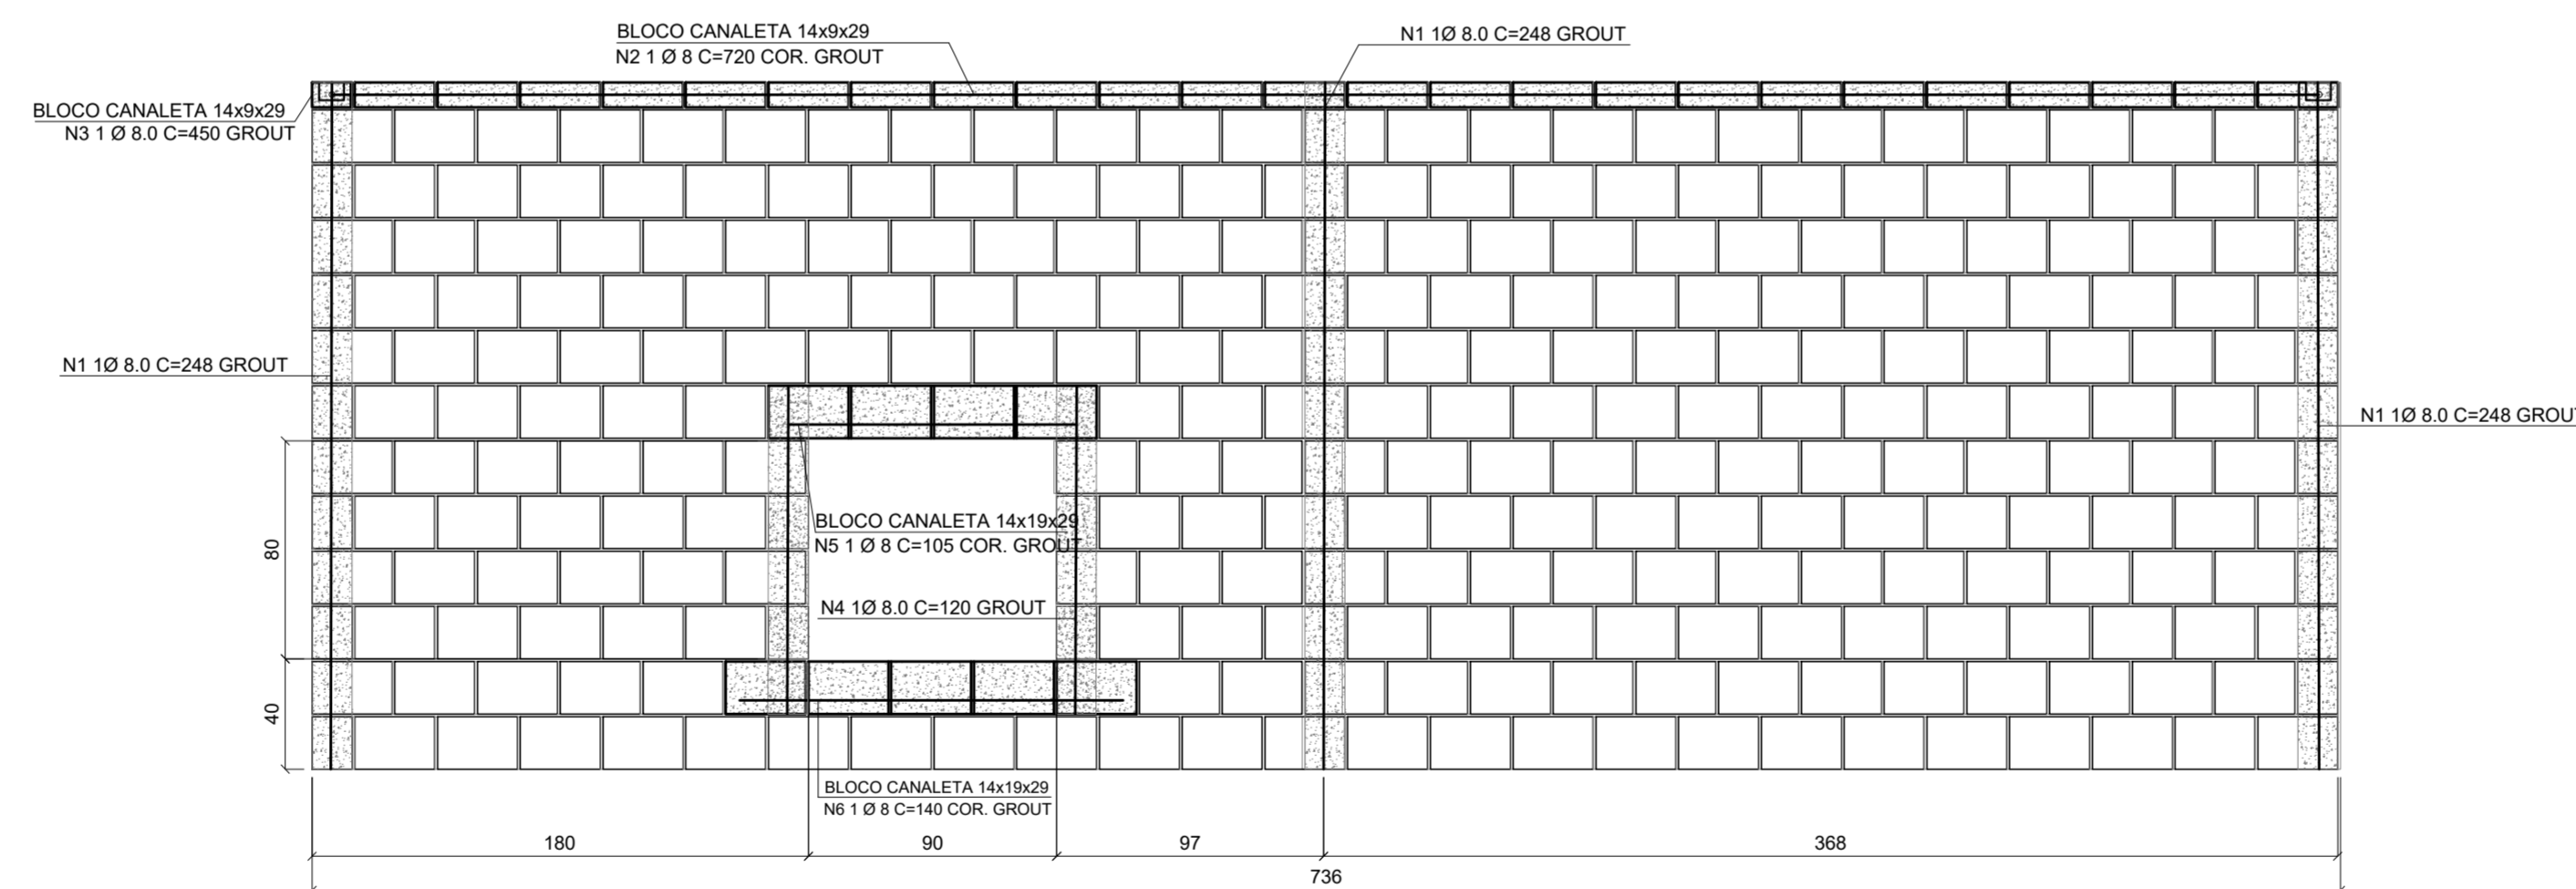 BLOCO CANALETA 14x9x29
N2 1 Ø 8 C=720 COR. GROUT
N1 1Ø 8.0 C=248 GROUT
BLOCO CANALETA 14x9x29
N3 1 Ø 8.0 C=450 GROUT
N1 1Ø 8.0 C=248 GROUT
N1 1Ø 8.0 C=248 GROUT
BLOCO CANALETA 14x19x29
N5 1 Ø 8 C=105 COR. GROUT
80
N4 1Ø 8.0 C=120 GROUT
40
BLOCO CANALETA 14x19x29
N6 1 Ø 8 C=140 COR. GROUT
180
90
97
368
736